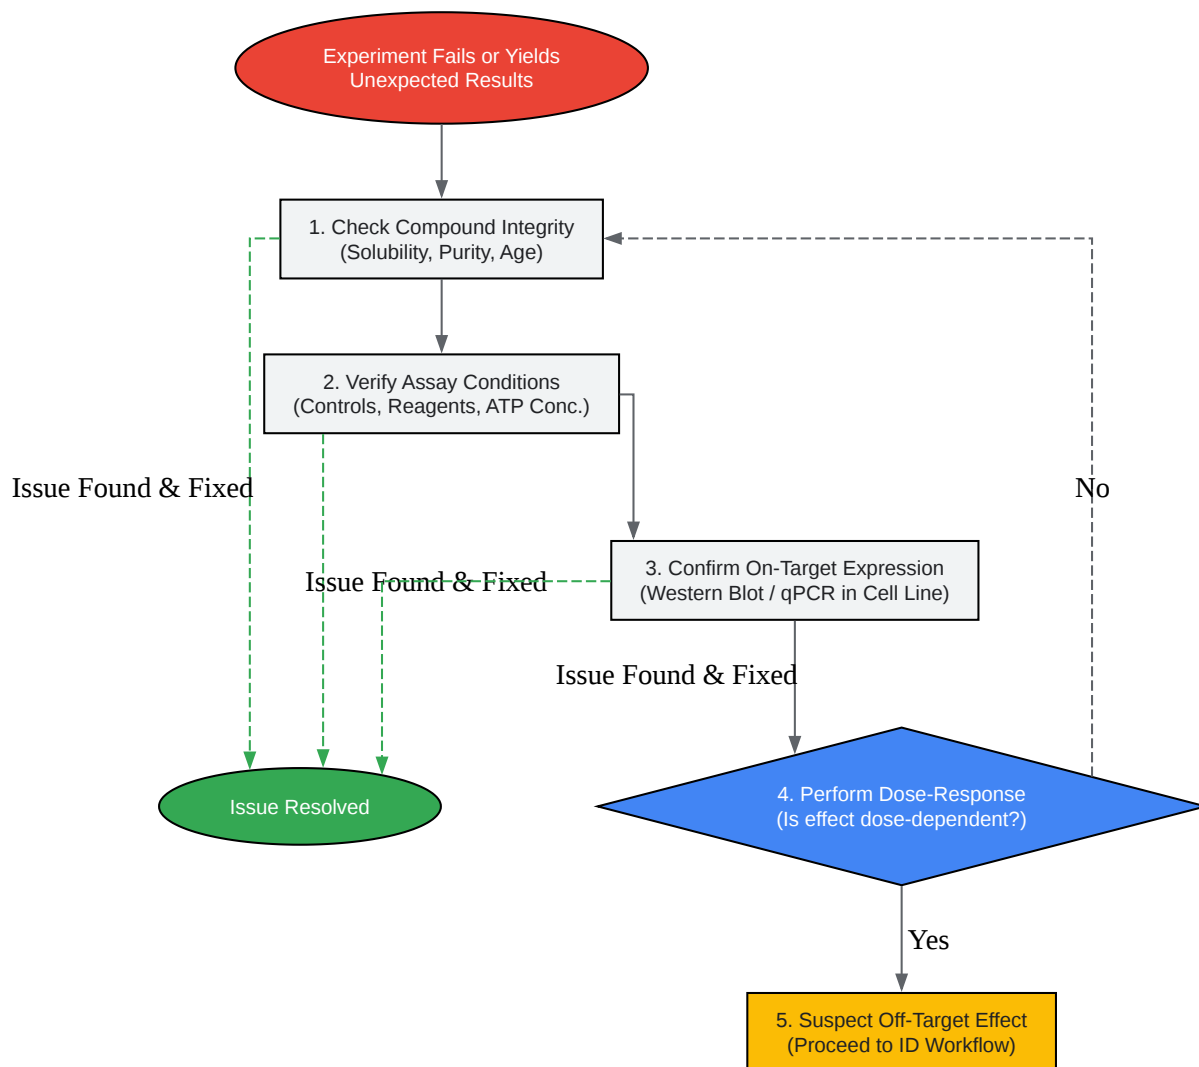 Experiment Fails or Yields
Unexpected Results
1. Check Compound Integrity
(Solubility, Purity, Age)
2. Verify Assay Conditions
(Controls, Reagents, ATP Conc.)
Issue Found & Fixed
No
3. Confirm On-Target Expression
(Western Blot / qPCR in Cell Line)
Issue Found & Fixed
Issue Found & Fixed
4. Perform Dose-Response
(Is effect dose-dependent?)
Issue Resolved
Yes
5. Suspect Off-Target Effect
(Proceed to ID Workflow)